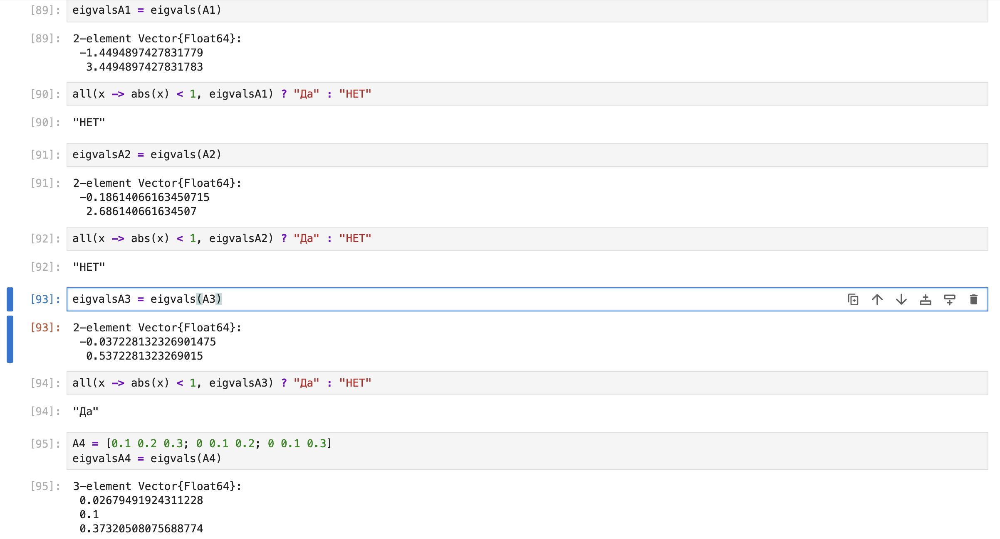 [89]: eigvalsA1 = eigvals(A1)
[89]: 2-element Vector{Float64}:
-1.4494897427831779
3.4494897427831783
[90]: all(x -> abs(x) < 1, eigvalsA1) ? "Да" : "НЕТ"
[90]: "НЕТ"
[91]: eigvalsA2 = eigvals(A2)
[91]: 2-element Vector{Float64}:
-0.18614066163450715
2.686140661634507
[92]: all(x -> abs(x) < 1, eigvalsA2) ? "Да" : "НЕТ"
[92]: "НЕТ"
[93]: eigvalsA3 = eigvals(A3)
[93]: 2-element Vector{Float64}:
-0.037228132326901475
0.5372281323269015
[94]: all(x -> abs(x) < 1, eigvalsA3) ? "Да" : "НЕТ"
[94]: "Да"
[95]: A4 = [0.1 0.2 0.3; 0 0.1 0.2; 0 0.1 0.3]
eigvalsA4 = eigvals(A4)
[95]: 3-element Vector{Float64}:
0.02679491924311228
0.1
0.37320508075688774